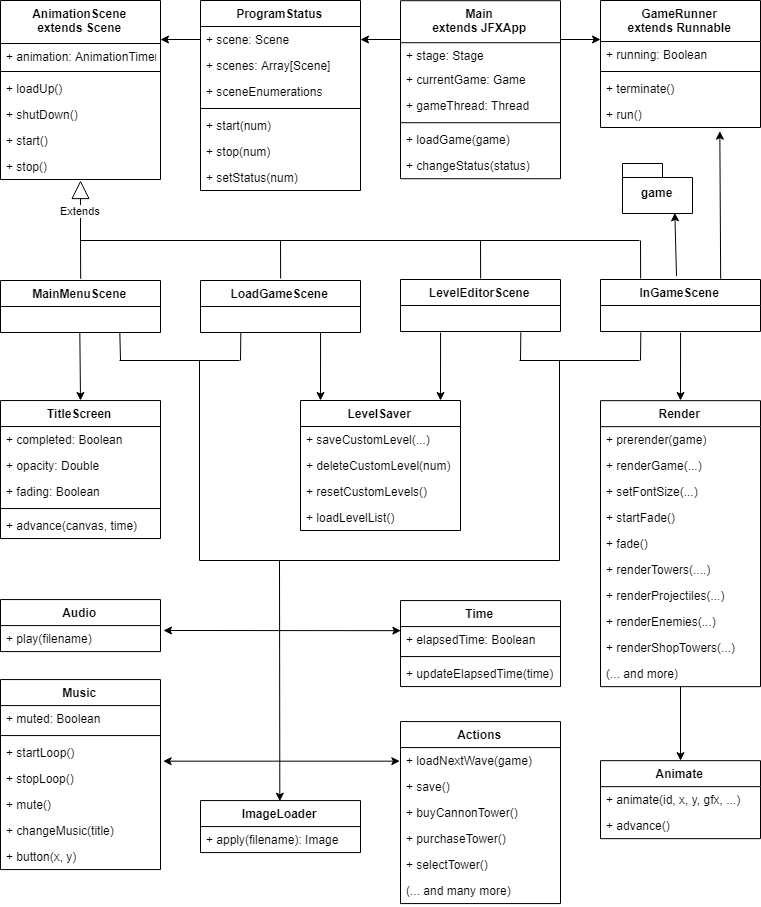 AnimationScene
extends Scene
+ animation: AnimationTimer
+ loadUp()
+ shutDown()
+ start()
+ stop()
ProgramStatus
+ scene: Scene
+ scenes: Array[Scene]
+ sceneEnumerations
+ start(num)
+ stop(num)
+ setStatus(num)
Main
extends JFXApp
+ stage: Stage
+ currentGame: Game
+ gameThread: Thread
+ loadGame(game)
+ changeStatus(status)
GameRunner
extends Runnable
+ running: Boolean
+ terminate()
+ run()
game
Extends
MainMenuScene
LoadGameScene
LevelEditorScene
InGameScene
TitleScreen
+ completed: Boolean
+ opacity: Double
+ fading: Boolean
+ advance(canvas, time)
LevelSaver
+ saveCustomLevel(...)
+ deleteCustomLevel(num)
+ resetCustomLevels()
+ loadLevelList()
Render
+ prerender(game)
+ renderGame(...)
+ setFontSize(...)
+ startFade()
+ fade()
+ renderTowers(....)
+ renderProjectiles(...)
+ renderEnemies(...)
+ renderShopTowers(...)
(... and more)
Audio
+ play(filename)
Time
+ elapsedTime: Boolean
+ updateElapsedTime(time)
Music
+ muted: Boolean
+ startLoop()
+ stopLoop()
+ mute()
+ changeMusic(title)
+ button(x, y)
ImageLoader
+ apply(filename): Image
Actions
+ loadNextWave(game)
+ save()
+ buyCannonTower()
+ purchaseTower()
+ selectTower()
(... and many more)
Animate
+ animate(id, x, y, gfx, ...)
+ advance()